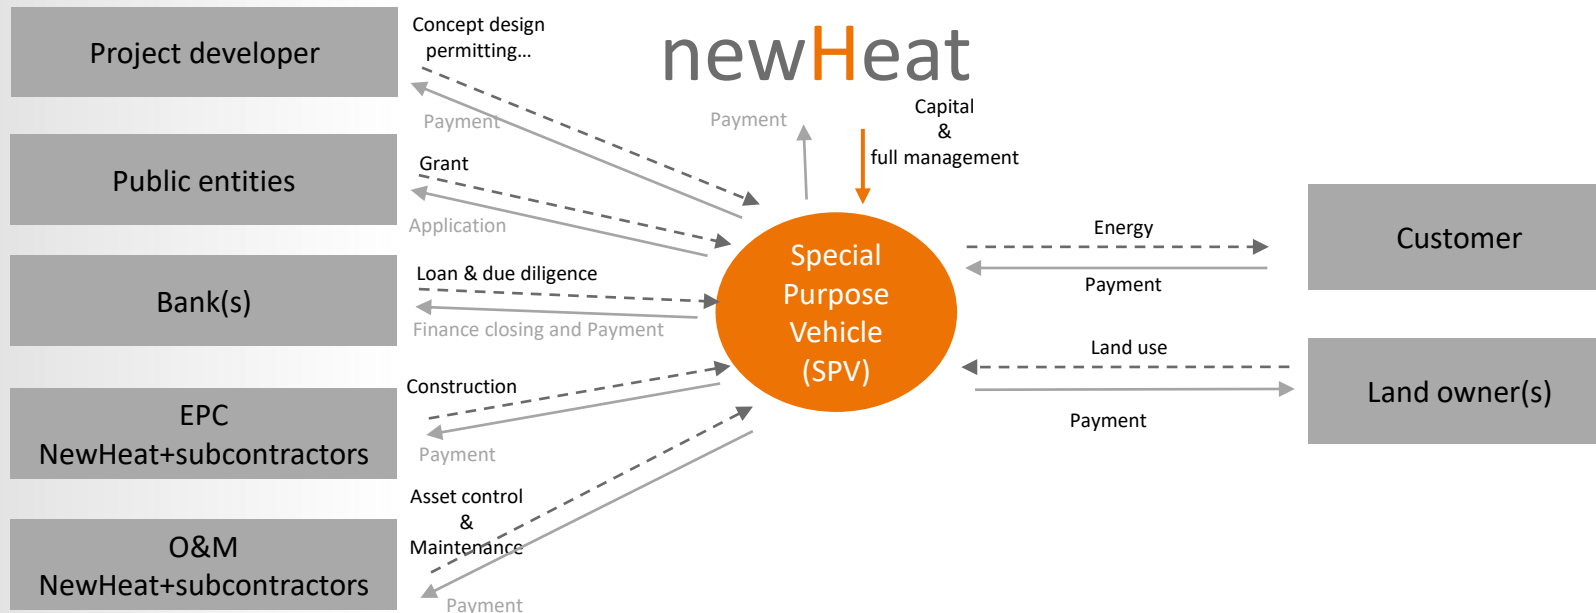 Project developer
Concept design
permitting...
Payment
newHeat
Payment
Capital
&
full management
Public entities
Grant
Application
Bank(s)
Loan & due diligence
Finance closing and Payment
Special
Purpose
Vehicle
(SPV)
Energy
Payment
Customer
Land use
Payment
Land owner(s)
EPC
NewHeat+subcontractors
Construction
Payment
O&M
NewHeat+subcontractors
Asset control
&
Maintenance
Payment